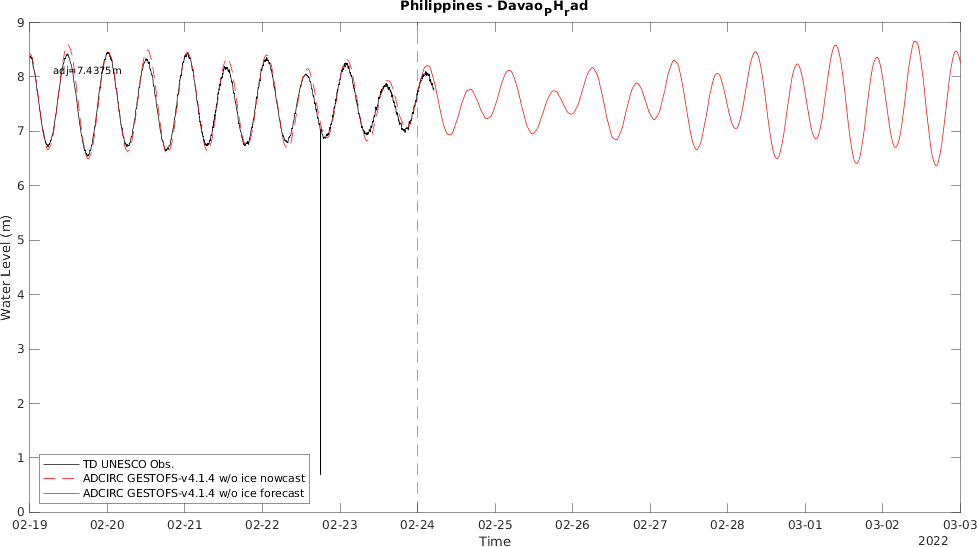 Philippines - Davao_PH_rad
9
8
7
6
5
4
3
2
1
0
Water Level (m)
adj=7.4375m
TD UNESCO Obs.
ADCIRC GESTOFS-v4.1.4 w/o ice nowcast
ADCIRC GESTOFS-v4.1.4 w/o ice forecast
02-19 02-20 02-21 02-22 02-23 02-24 02-25 02-26 02-27 02-28 03-01 03-02 03-03
Time
2022